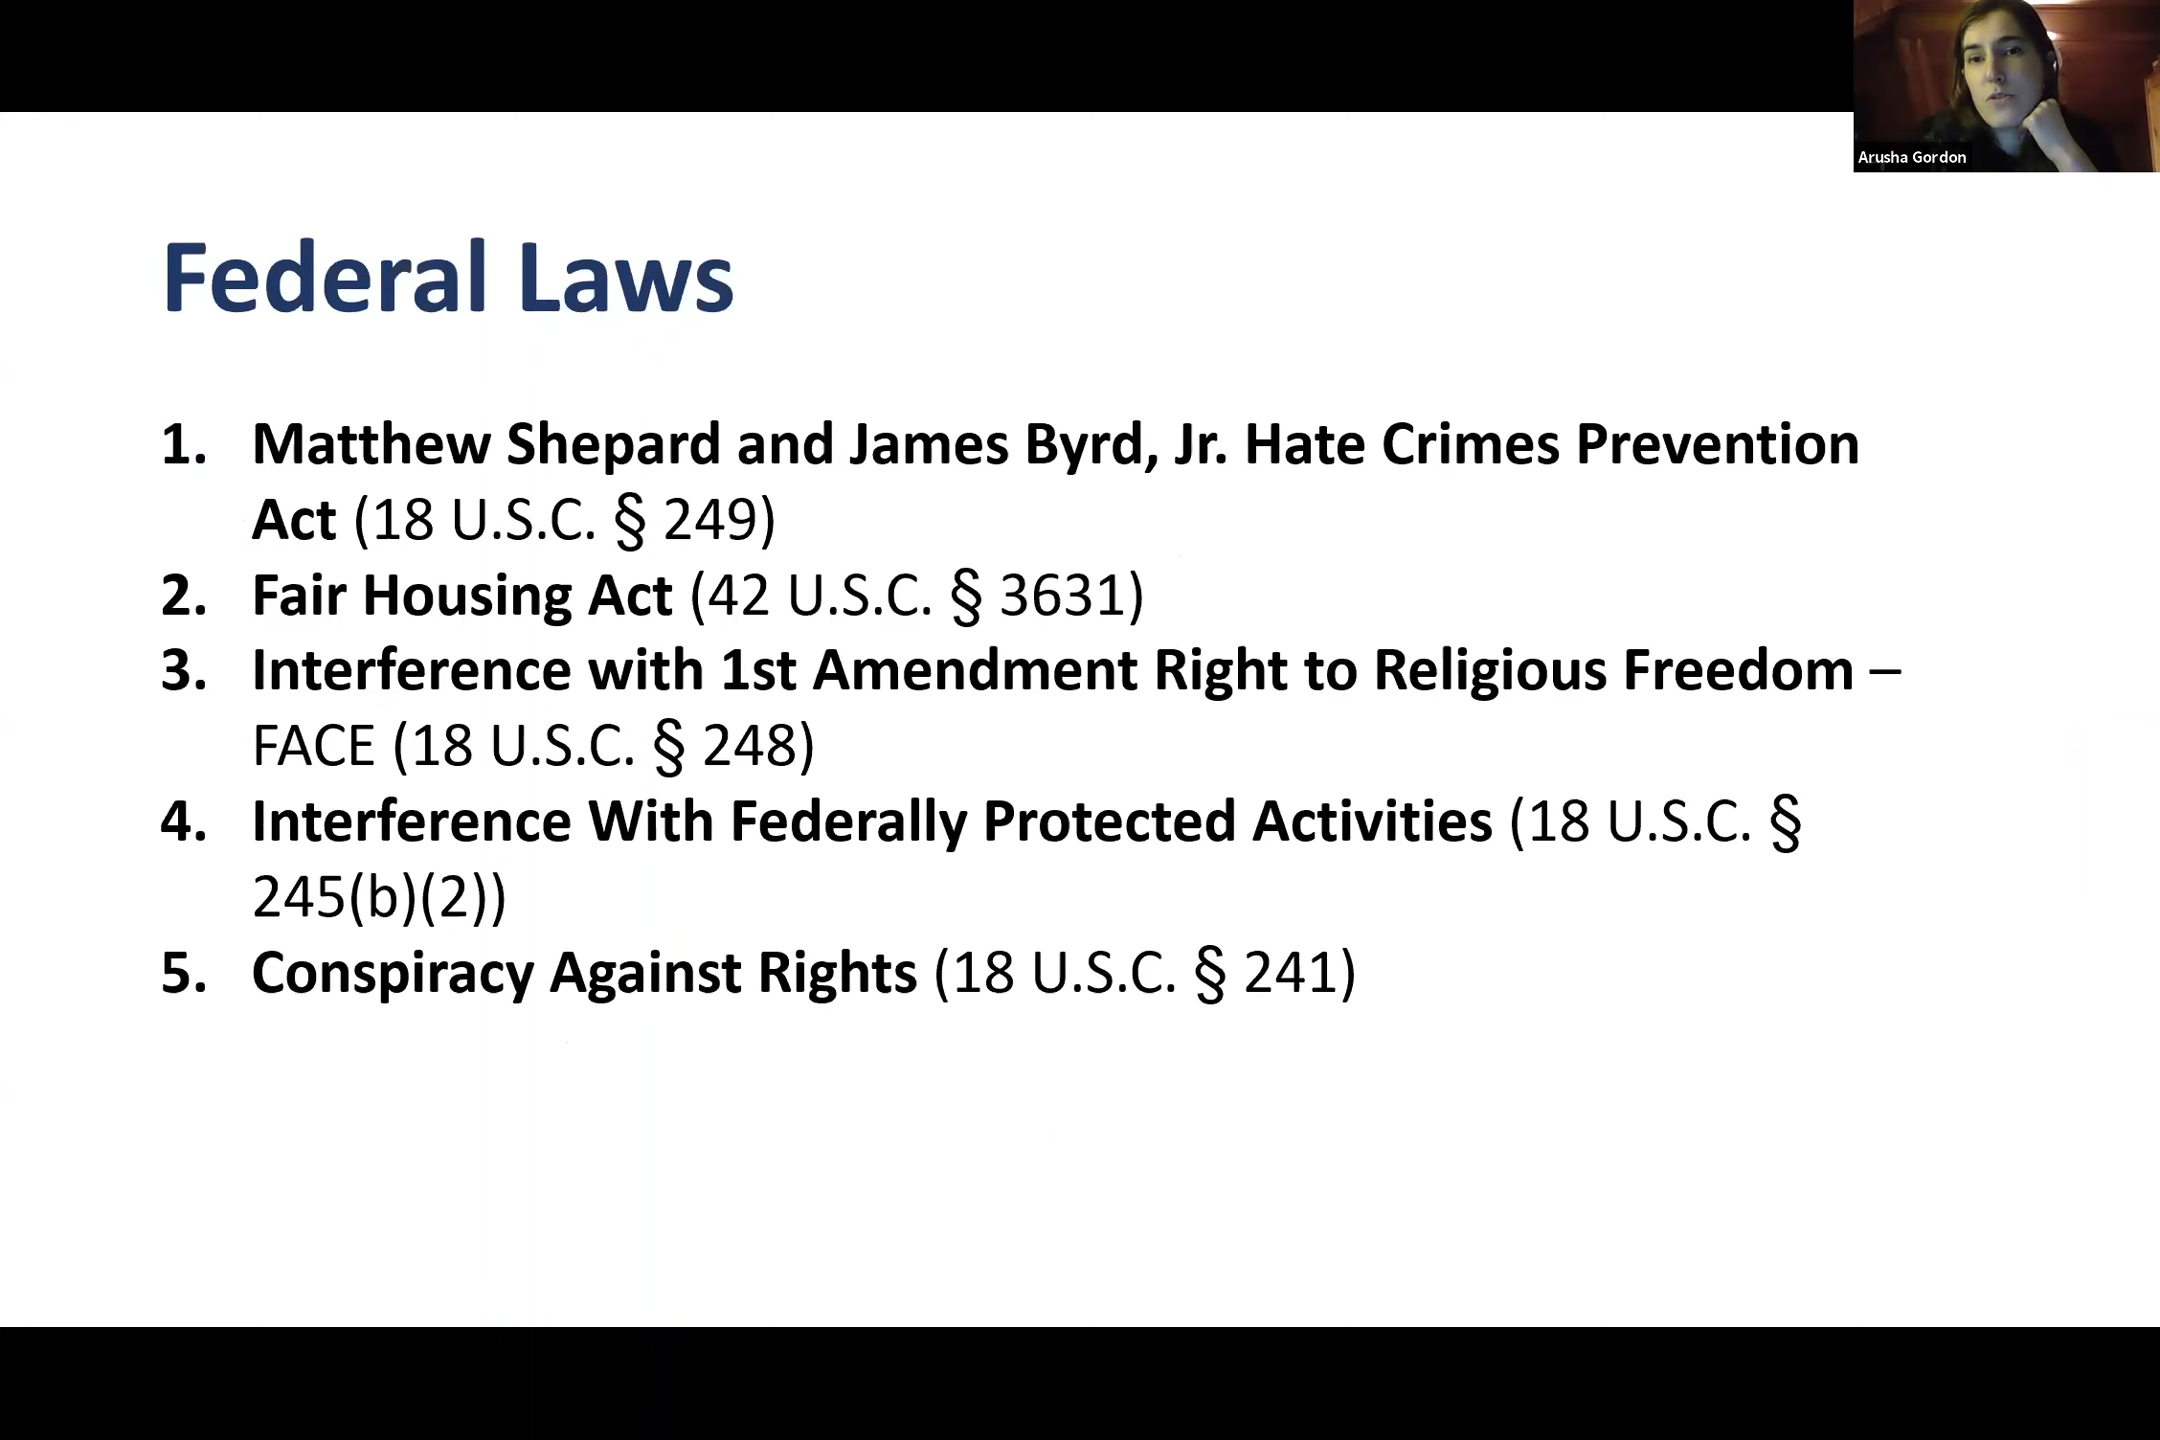 Arusha Gordon
Federal Laws
1. Matthew Shepard and James Byrd, Jr. Hate Crimes Prevention
Act (18 U.S.C. § 249)
2. Fair Housing Act (42 U.S.C. § 3631)
3. Interference with 1st Amendment Right to Religious Freedom –
FACE (18 U.S.C. § 248)
4. Interference With Federally Protected Activities (18 U.S.C. §
245(b)(2))
5. Conspiracy Against Rights (18 U.S.C. § 241)